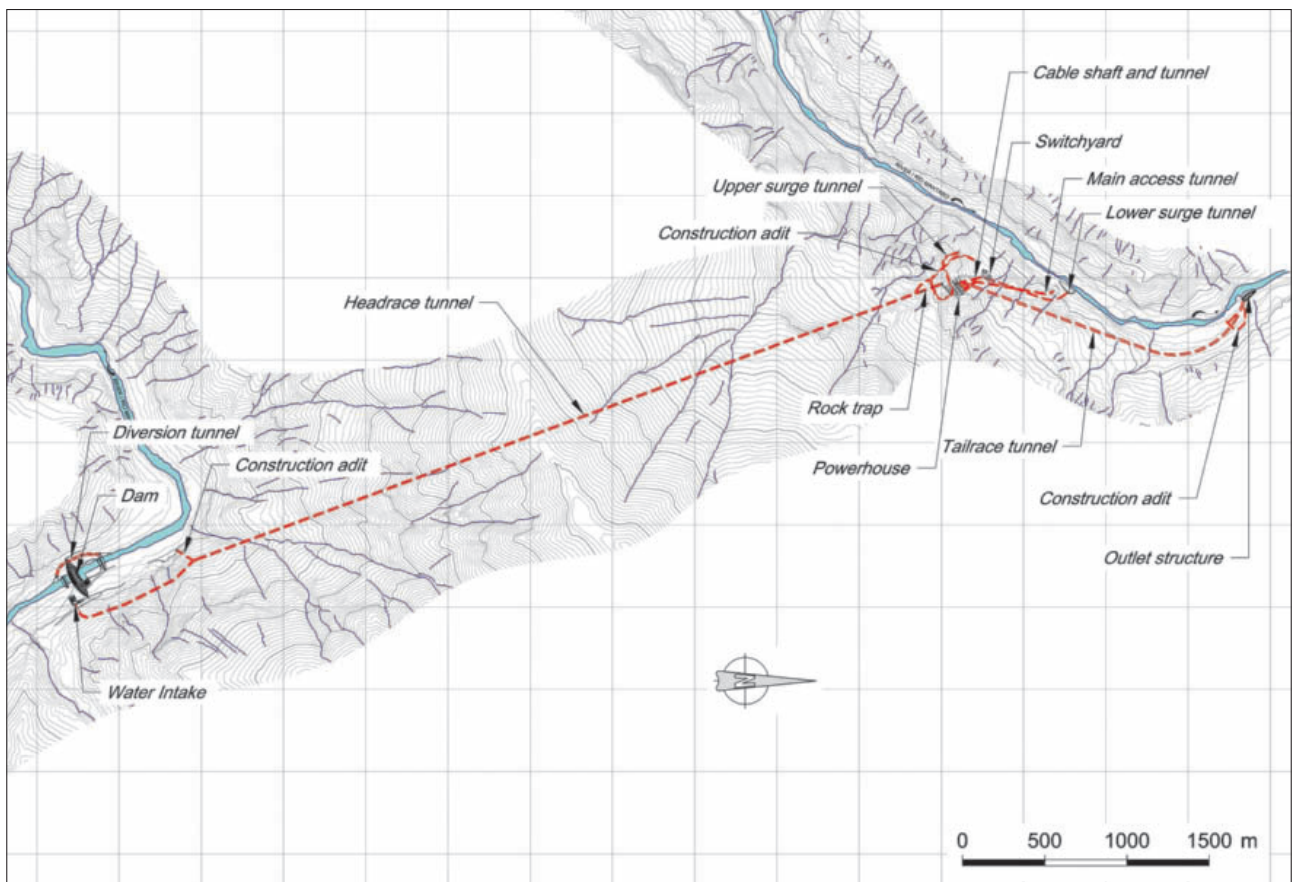 Cable shaft and tunnel
Switchyard
Main access tunnel
Upper surge tunnel
Lower surge tunnel
Construction adit
Headrace tunnel
Rock trap
Diversion tunnel
Tailrace tunnel
Construction adit
Powerhouse
Dam
Construction adit
Outlet structure
N
Water Intake
0 500 1000 1500 m